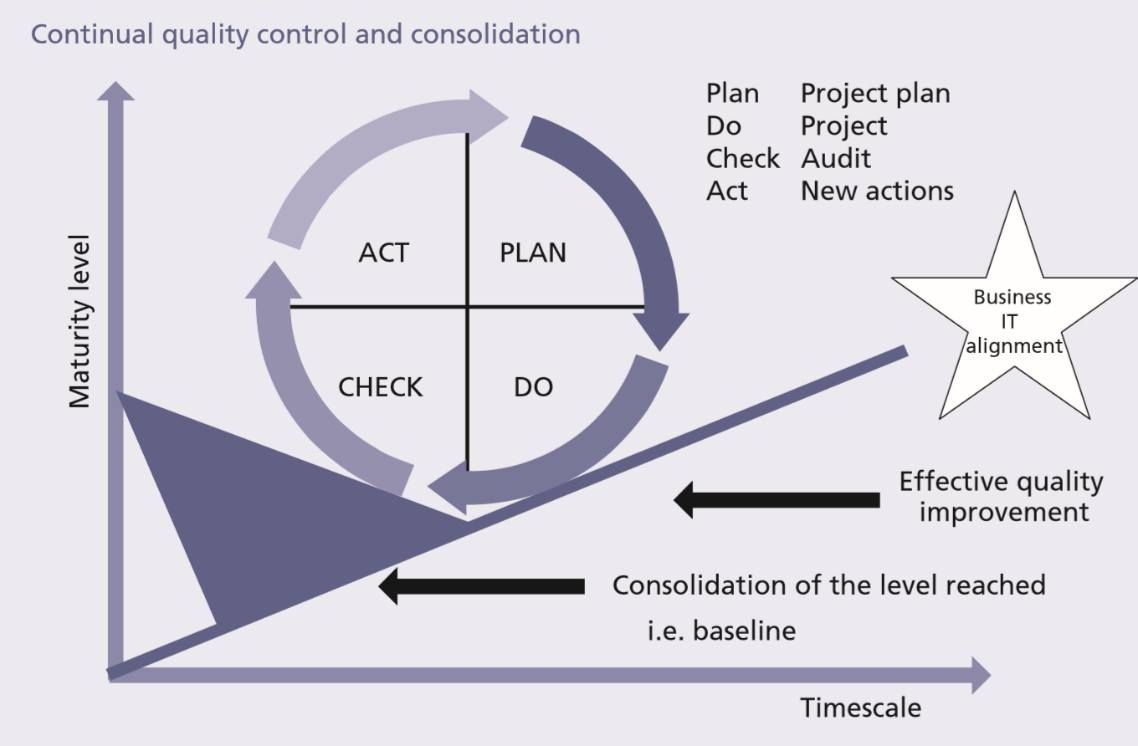 Continual quality control and consolidation
Plan Project plan
Do Project
Check Audit
Act New actions
Maturity level
ACT PLAN
CHECK DO
Business
IT
alignment
Effective quality
improvement
Consolidation of the level reached
i.e. baseline
Timescale